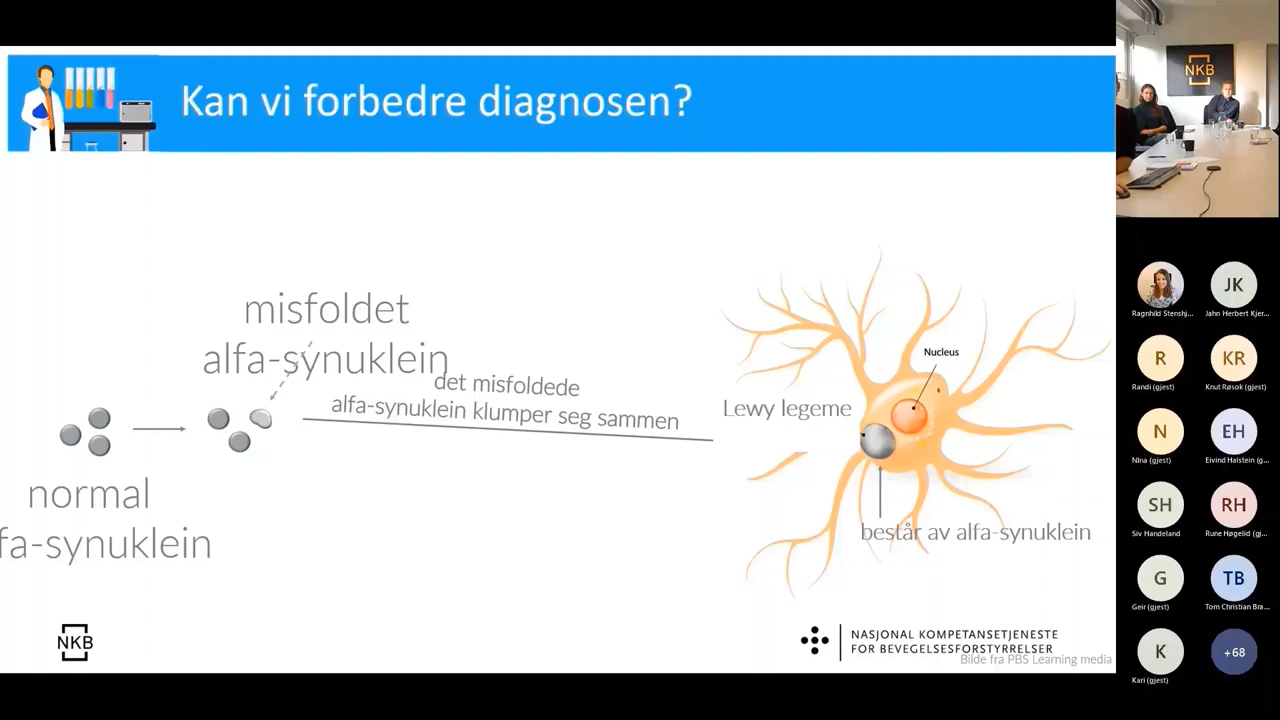 Kan vi forbedre diagnosen?
misfoldet
alfa-synuklein
det misfoldede
alfa-synuklein klumper seg sammen
normal
fa-synuklein
Nucleus
Lewy legeme
består av alfa-synuklein
NKB
NASJONAL KOMPETANSETJENESTE
FOR BEVEGELSESFORSTYRRELSER
Bilde fra PBS Learning media
NKB
Ragnhild Stenshj...
JK
Jahn Herbert Kjer...
R
Randi (gjest)
KR
Knut Røsok (gjest)
N
NIna (gjest)
EH
Eivind Halstein (g...
SH
Siv Handeland
RH
Rune Høgelid (gj...
G
Geir (gjest)
TB
Tom Christian Bra...
K
Kari (gjest)
+68